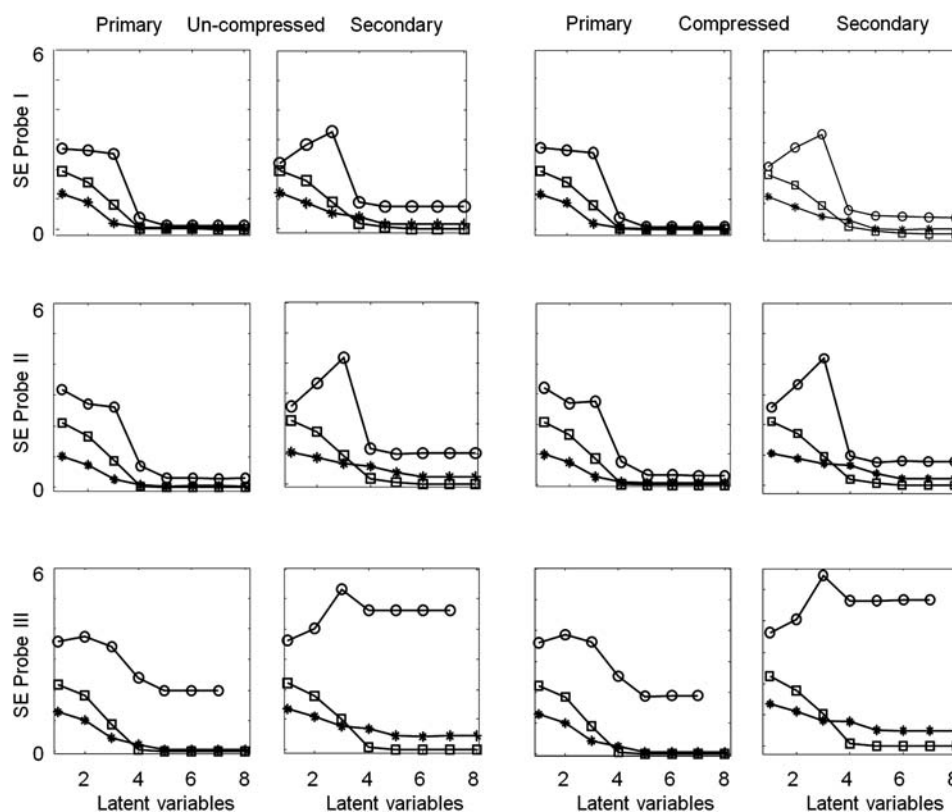 Primary Un-compressed Secondary Primary Compressed Secondary
6
SE Probe I
0
6
SE Probe II
0
6
SE Probe III
0
2 4 6 8 2 4 6 8 2 4 6 8 2 4 6 8
Latent variables Latent variables Latent variables Latent variables